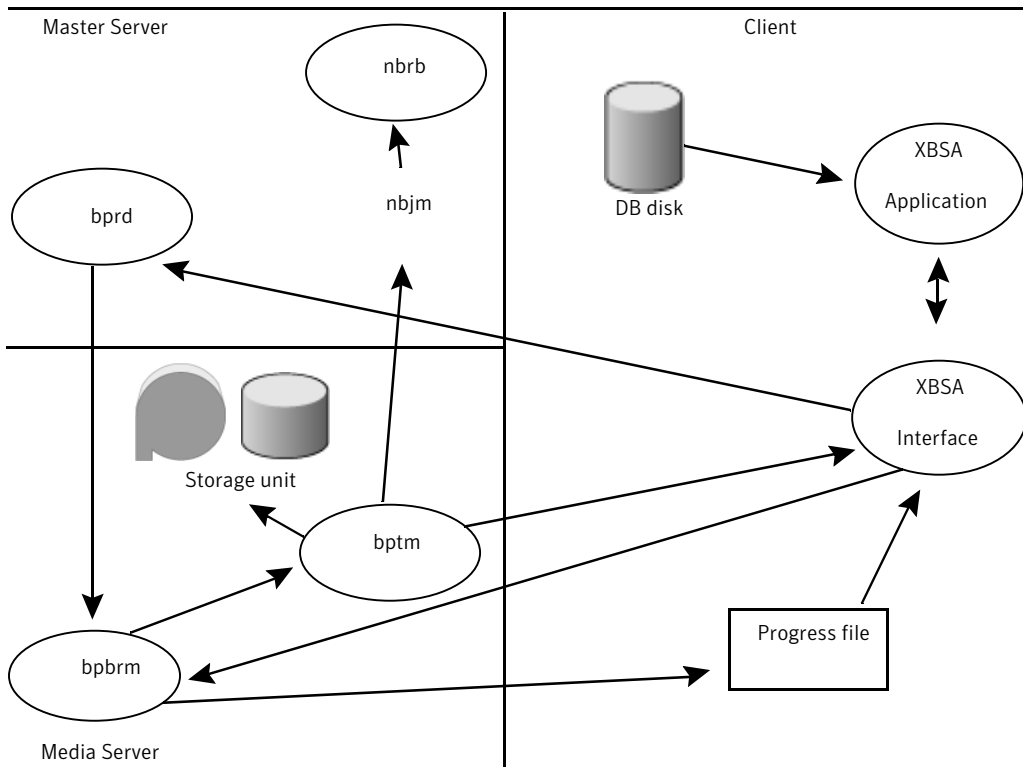 Master Server
Client
nbrb
XBSA
Application
nbjm
DB disk
bprd
XBSA
Interface
Storage unit
bptm
Progress file
bpbrm
Media Server